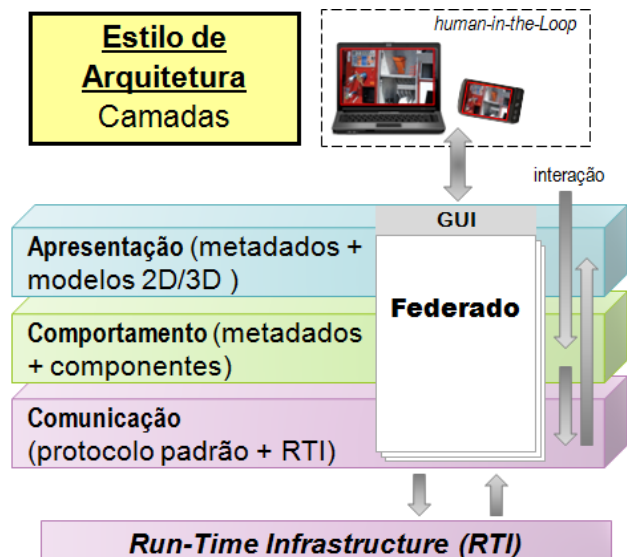 Estilo de
Arquitetura
Camadas
human-in-the-Loop
interação
GUI
Apresentação (metadados +
modelos 2D/3D )
Federado
Comportamento (metadados
+ componentes)
Comunicação
(protocolo padrão + RTI)
Run-Time Infrastructure (RTI)